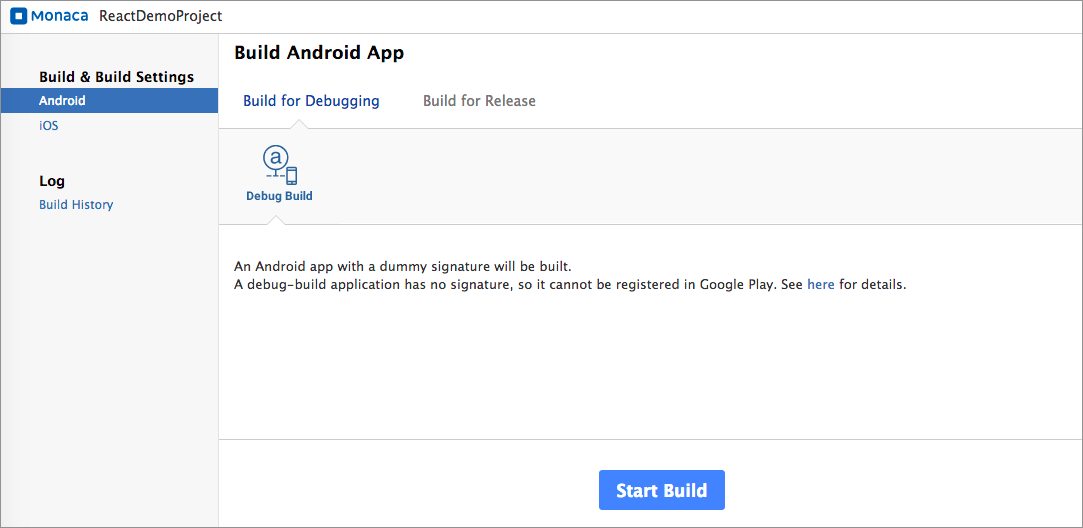 Monaca ReactDemoProject
Build & Build Settings
Android
iOS
Log
Build History
Build Android App
Build for Debugging
Build for Release
a
Debug Build
An Android app with a dummy signature will be built.
A debug-build application has no signature, so it cannot be registered in Google Play. See here for details.
Start Build